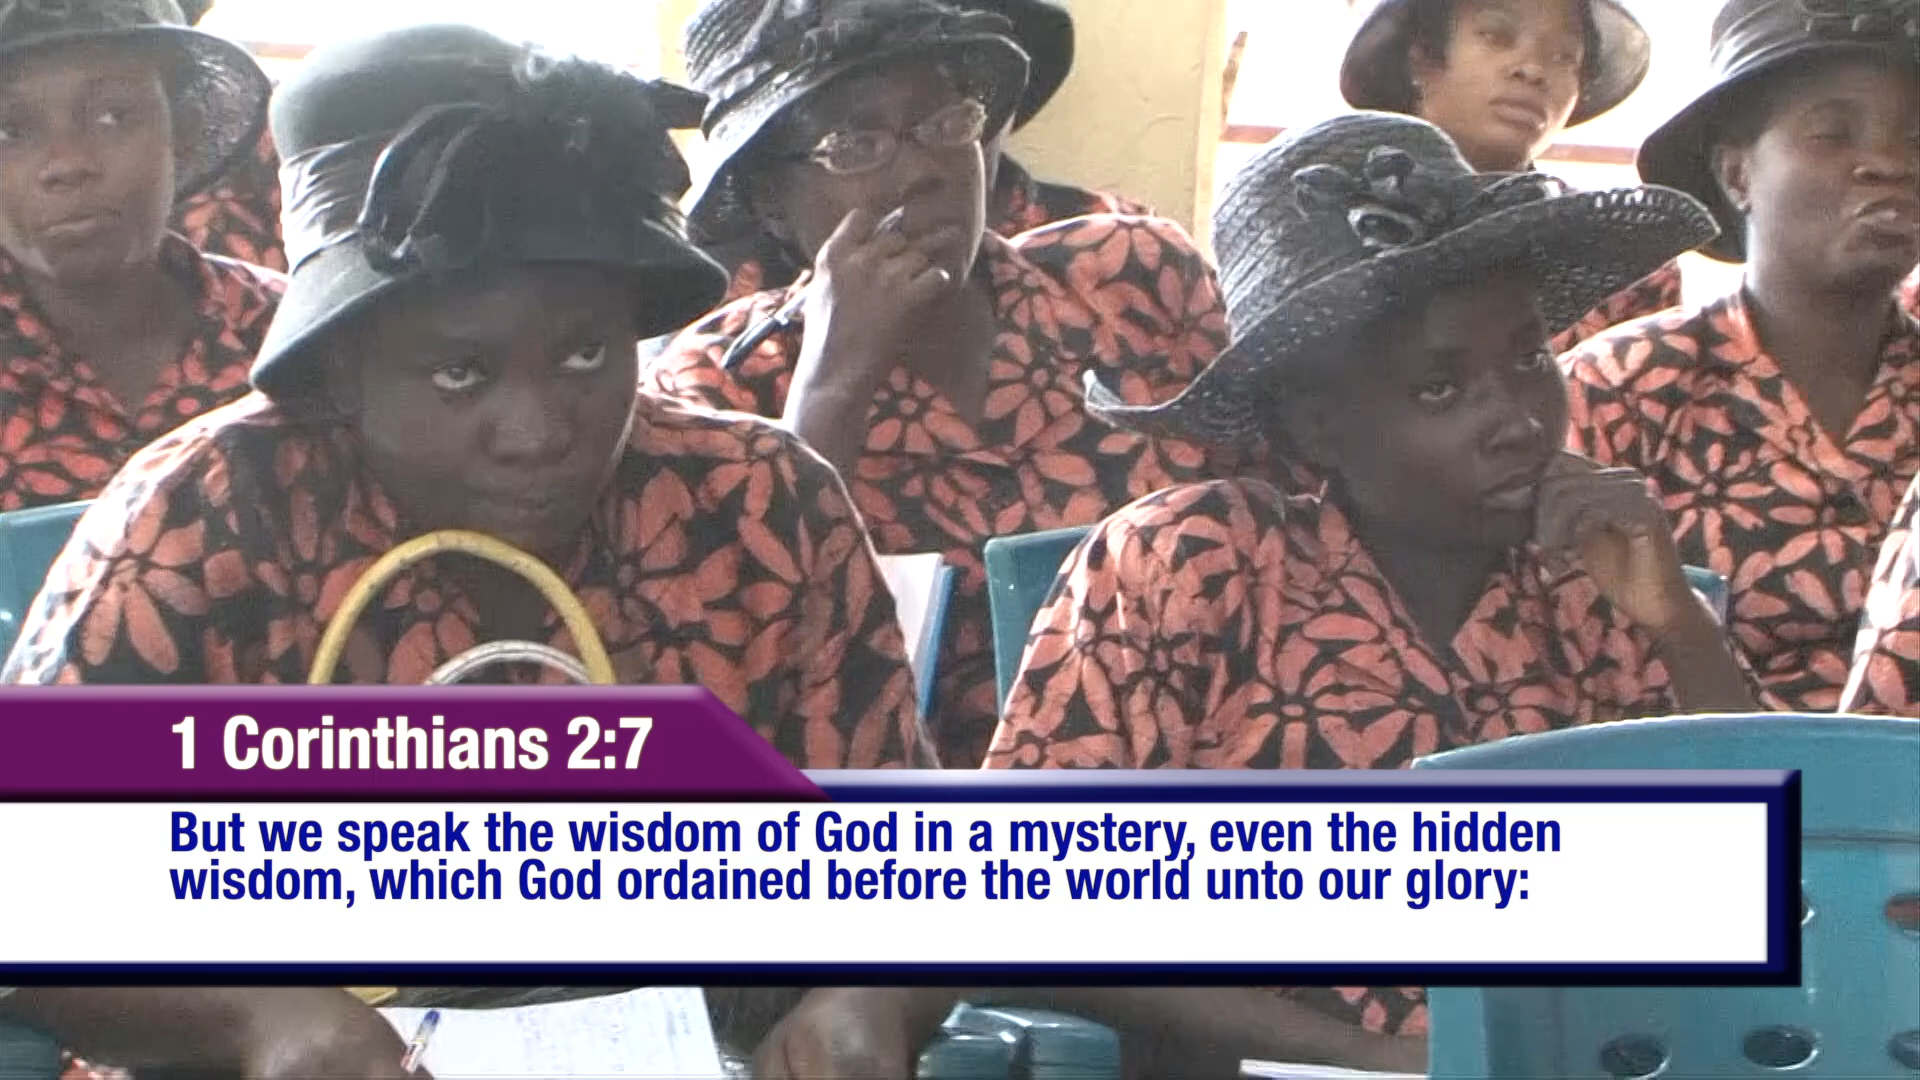 1 Corinthians 2:7
But we speak the wisdom of God in a mystery, even the hidden
wisdom, which God ordained before the world unto our glory: